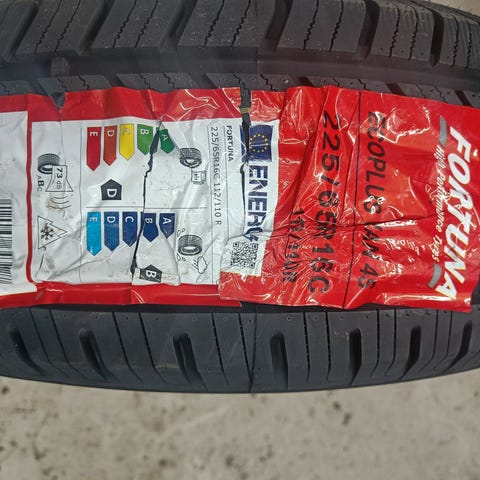 FORTUNA
High Performance Tyres
225/65R16C
ENERG
FORTUNA
225/65R16C 112/110 R
A
B
C
D
E
D
A
B
C
D
E
B
73 dB
ABC